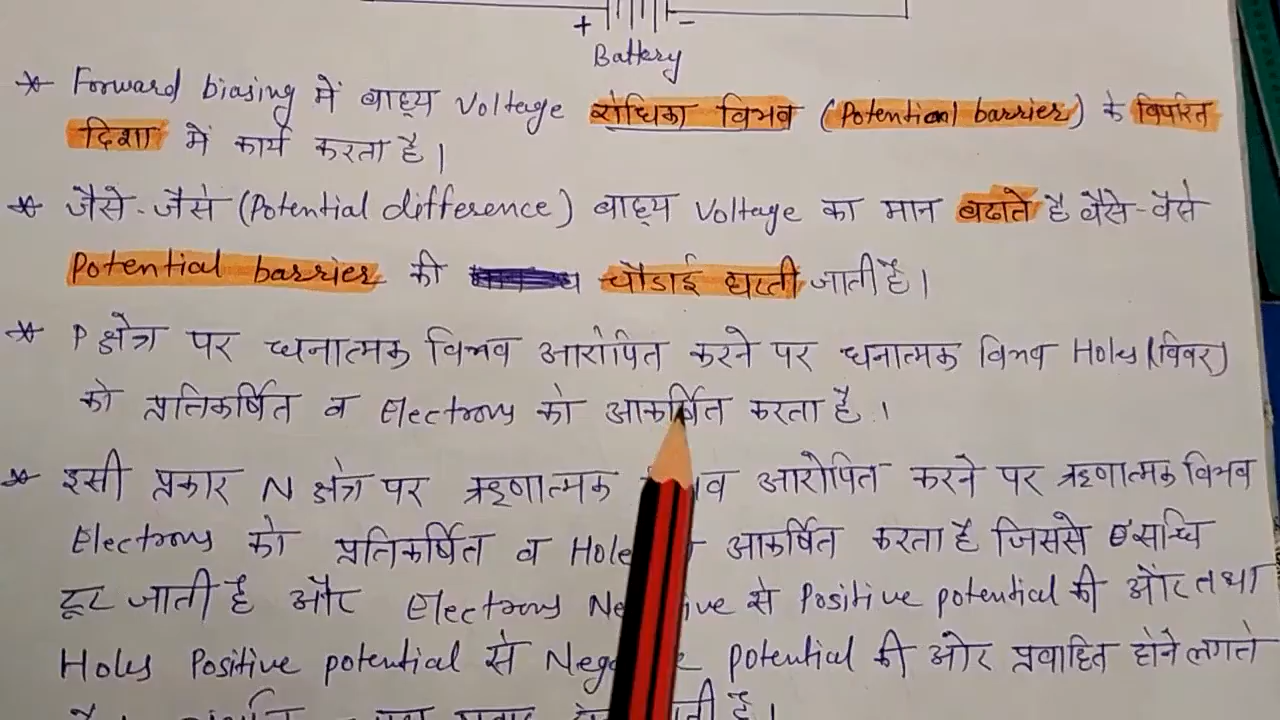 + −
Battery
* Forward biasing में बाह्य Voltage रोधिका विभव (Potential barrier) के विपरित
दिशा में कार्य करता है।
* जैसे-जैसे (Potential difference) बाह्य Voltage का मान बढाते है वैसे-वैसे
Potential barrier की चौडाई घटती जाती है।
* P क्षेत्र पर धनात्मक विभव आरोपित करने पर धनात्मक विभव Holes (विवर)
को प्रतिकर्षित व Electrons को आकर्षित करता है।
* इसी प्रकार N क्षेत्र पर ऋणात्मक आरोपित करने पर ऋणात्मक विभव
Electrons को प्रतिकर्षित व आकर्षित करता है जिससे सन्धि
टूट जाती है और Electrons से Positive potential की ओर तथा
Holes Positive potential से potential की ओर प्रवाहित होने लगते